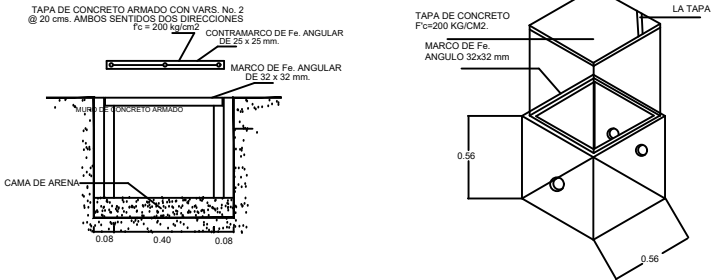 TAPA DE CONCRETO ARMADO CON VARS. No. 2
@ 20 cms. AMBOS SENTIDOS DOS DIRECCIONES
f'c = 200 kg/cm2
CONTRAMARCO DE Fe. ANGULAR
DE 25 x 25 mm.
MARCO DE Fe. ANGULAR
DE 32 x 32 mm.
MURO DE CONCRETO ARMADO
CAMA DE ARENA
0.08
0.40
0.08
TAPA DE CONCRETO
F'c=200 KG/CM2.
LA TAPA
MARCO DE Fe.
ANGULO 32x32 mm
0.56
0.56